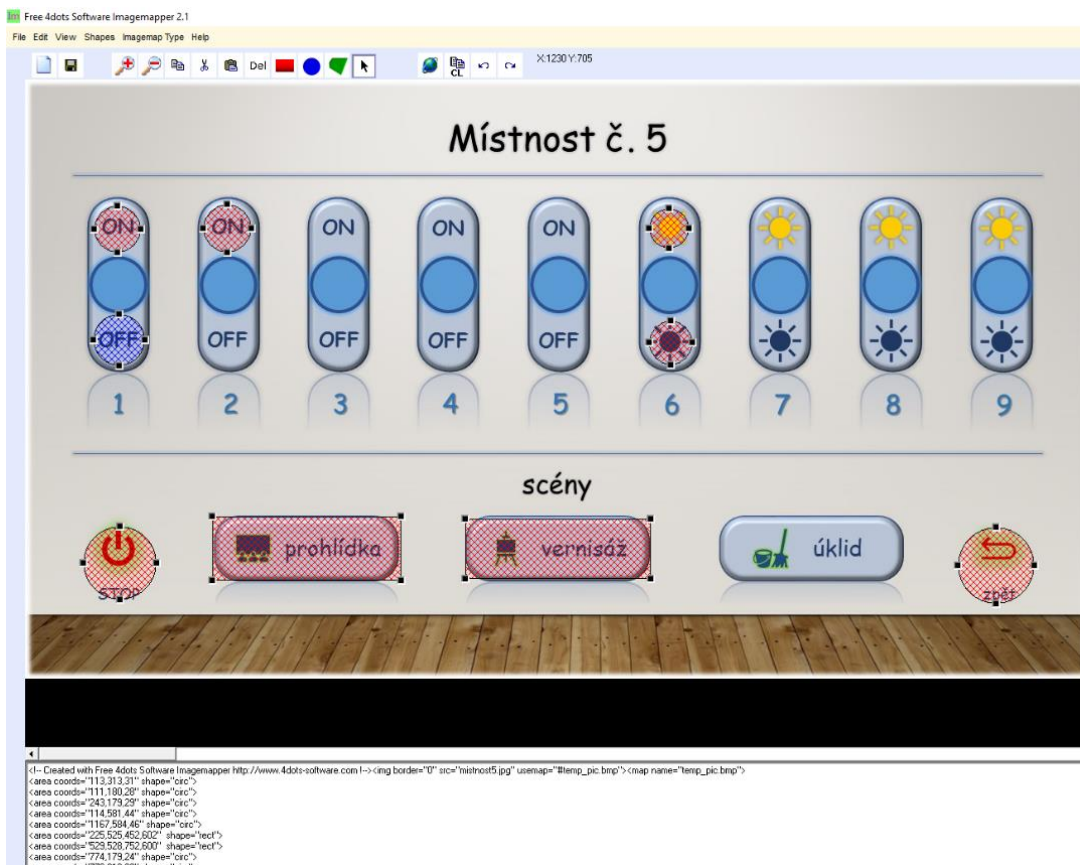 Im Free 4dots Software Imagemapper 2.1
File Edit View Shapes Imagemap Type Help
Del CL X:1230 Y:705
Místnost č. 5
ON ON ON ON ON
OFF OFF OFF OFF OFF
1 2 3 4 5 6 7 8 9
scény
prohlídka vernisáž úklid
STOP zpět
<!-- Created with Free 4dots Software Imagemapper http://www.4dots-software.com !--><img border="0" src="mistnost5.jpg" usemap="#temp_pic.bmp"><map name="temp_pic.bmp">
<area coords="113,313,31" shape="circ">
<area coords="111,180,28" shape="circ">
<area coords="243,179,29" shape="circ">
<area coords="114,581,44" shape="circ">
<area coords="1167,584,46" shape="circ">
<area coords="225,525,452,602" shape="rect">
<area coords="529,528,752,600" shape="rect">
<area coords="774,179,24" shape="circ">